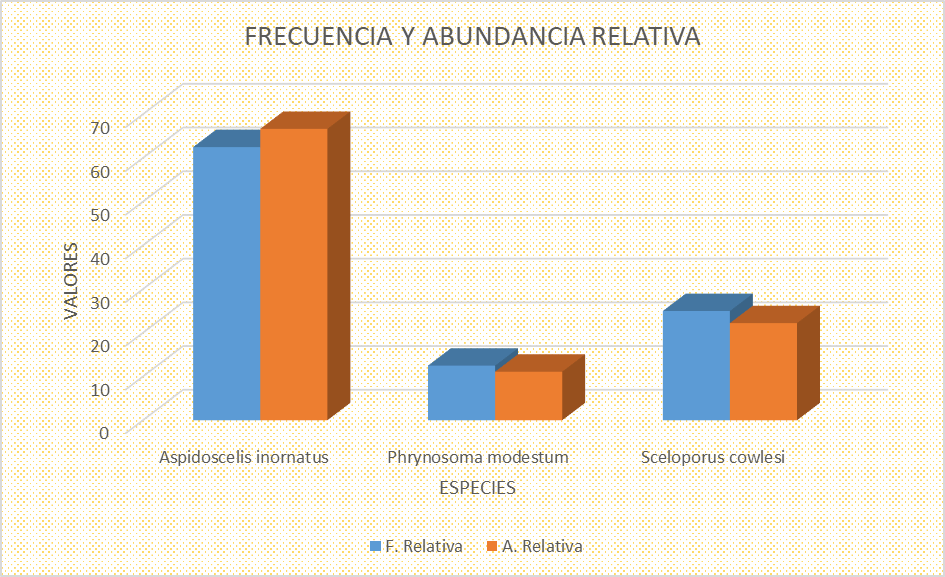 FRECUENCIA Y ABUNDANCIA RELATIVA
70
60
50
40
30
20
10
0
VALORES
Aspidoscelis inornatus
Phrynosoma modestum
Sceloporus cowlesi
ESPECIES
F. Relativa
A. Relativa